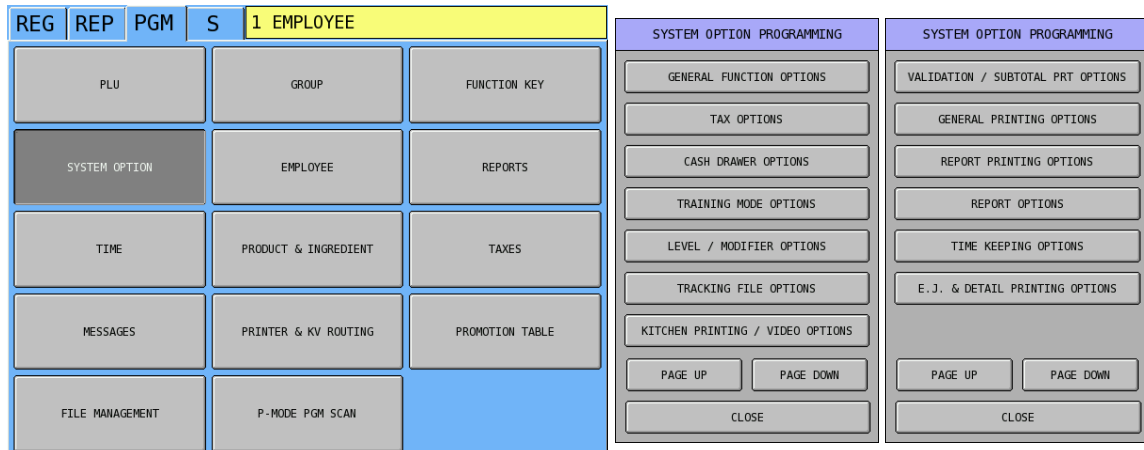 REG REP PGM S 1 EMPLOYEE
PLU GROUP FUNCTION KEY
SYSTEM OPTION EMPLOYEE REPORTS
TIME PRODUCT & INGREDIENT TAXES
MESSAGES PRINTER & KV ROUTING PROMOTION TABLE
FILE MANAGEMENT P-MODE PGM SCAN
SYSTEM OPTION PROGRAMMING
GENERAL FUNCTION OPTIONS
TAX OPTIONS
CASH DRAWER OPTIONS
TRAINING MODE OPTIONS
LEVEL / MODIFIER OPTIONS
TRACKING FILE OPTIONS
KITCHEN PRINTING / VIDEO OPTIONS
PAGE UP PAGE DOWN
CLOSE
SYSTEM OPTION PROGRAMMING
VALIDATION / SUBTOTAL PRT OPTIONS
GENERAL PRINTING OPTIONS
REPORT PRINTING OPTIONS
REPORT OPTIONS
TIME KEEPING OPTIONS
E.J. & DETAIL PRINTING OPTIONS
PAGE UP PAGE DOWN
CLOSE